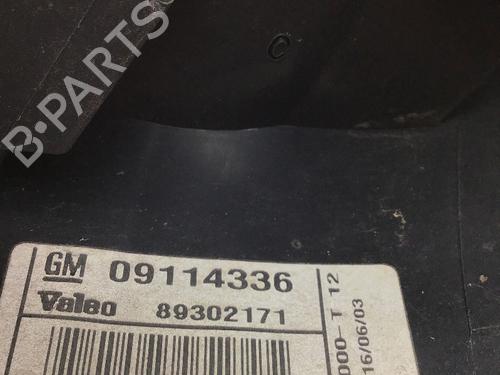 B-PARTS
C
GM 09114336
Valeo 89302171
000-T 12
16/06/03